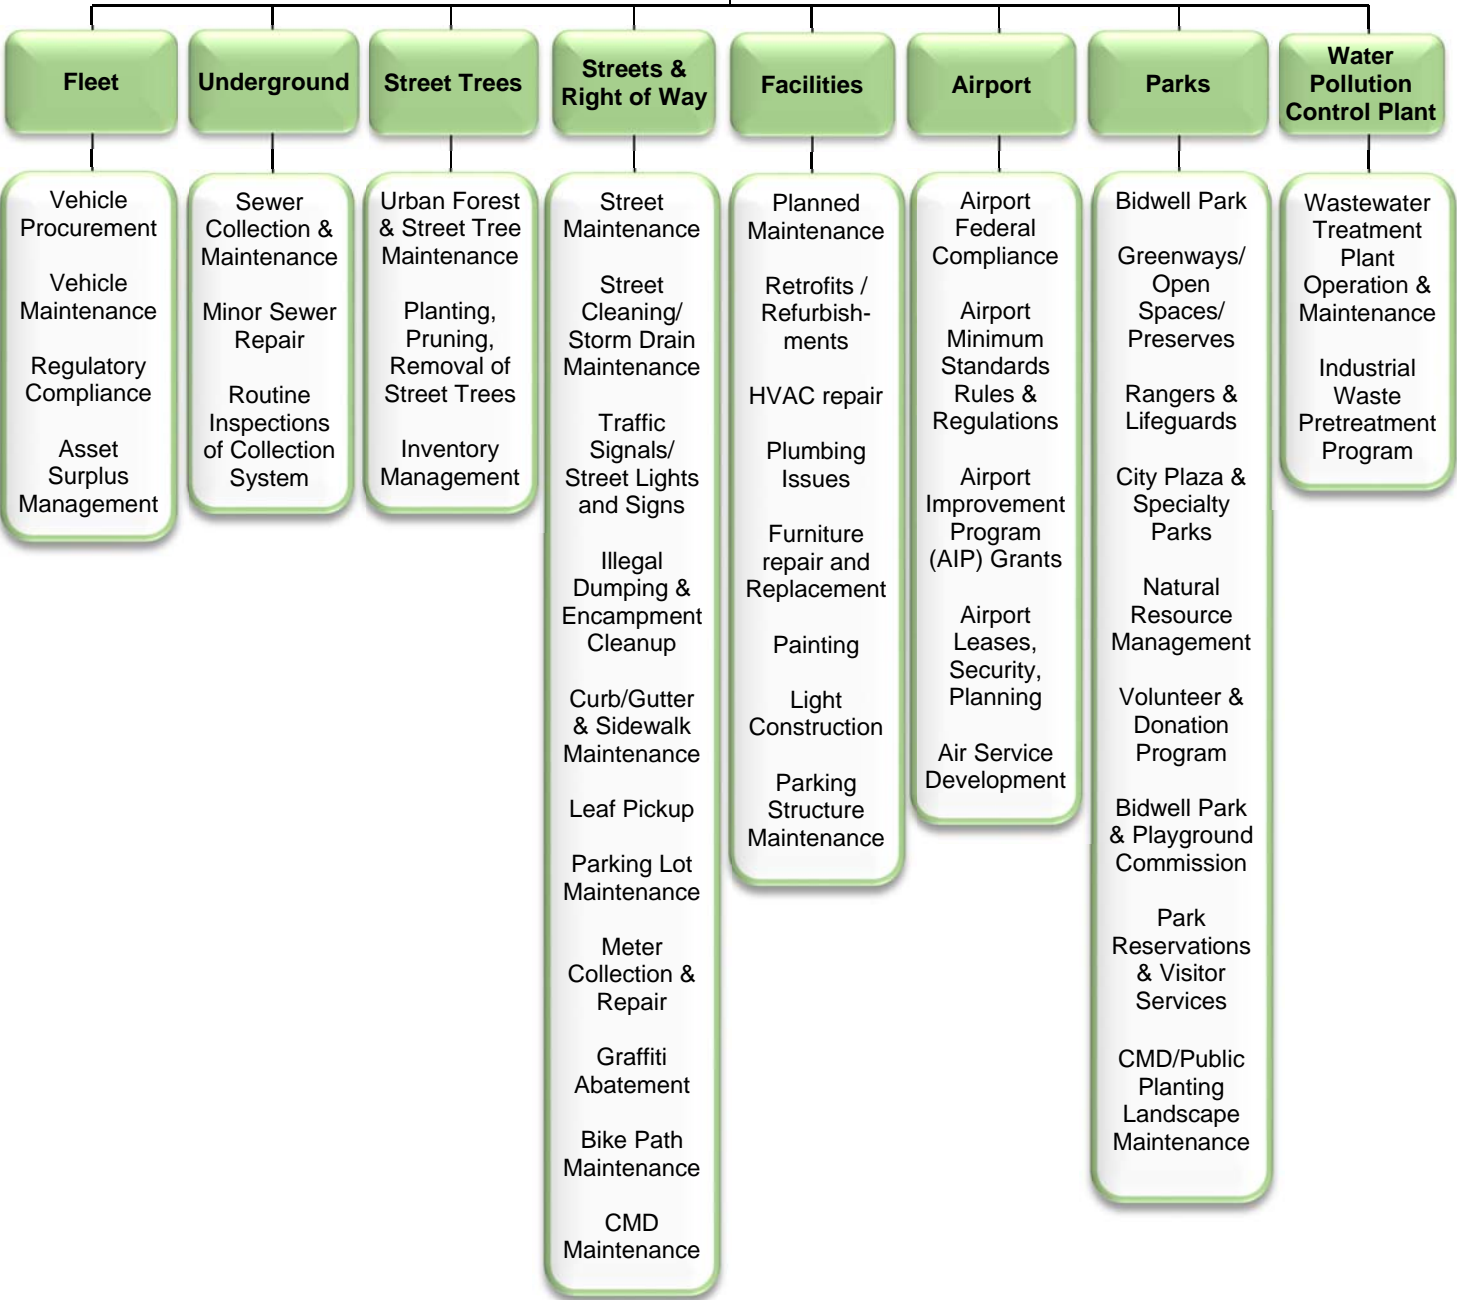 Fleet
Underground
Street Trees
Streets &
Right of Way
Facilities
Airport
Parks
Water
Pollution
Control Plant
Vehicle
Procurement
Vehicle
Maintenance
Regulatory
Compliance
Asset
Surplus
Management
Sewer
Collection &
Maintenance
Minor Sewer
Repair
Routine
Inspections
of Collection
System
Urban Forest
& Street Tree
Maintenance
Planting,
Pruning,
Removal of
Street Trees
Inventory
Management
Street
Maintenance
Street
Cleaning/
Storm Drain
Maintenance
Traffic
Signals/
Street Lights
and Signs
Illegal
Dumping &
Encampment
Cleanup
Curb/Gutter
& Sidewalk
Maintenance
Leaf Pickup
Parking Lot
Maintenance
Meter
Collection &
Repair
Graffiti
Abatement
Bike Path
Maintenance
CMD
Maintenance
Planned
Maintenance
Retrofits /
Refurbish-
ments
HVAC repair
Plumbing
Issues
Furniture
repair and
Replacement
Painting
Light
Construction
Parking
Structure
Maintenance
Airport
Federal
Compliance
Airport
Minimum
Standards
Rules &
Regulations
Airport
Improvement
Program
(AIP) Grants
Airport
Leases,
Security,
Planning
Air Service
Development
Bidwell Park
Greenways/
Open
Spaces/
Preserves
Rangers &
Lifeguards
City Plaza &
Specialty
Parks
Natural
Resource
Management
Volunteer &
Donation
Program
Bidwell Park
& Playground
Commission
Park
Reservations
& Visitor
Services
CMD/Public
Planting
Landscape
Maintenance
Wastewater
Treatment
Plant
Operation &
Maintenance
Industrial
Waste
Pretreatment
Program